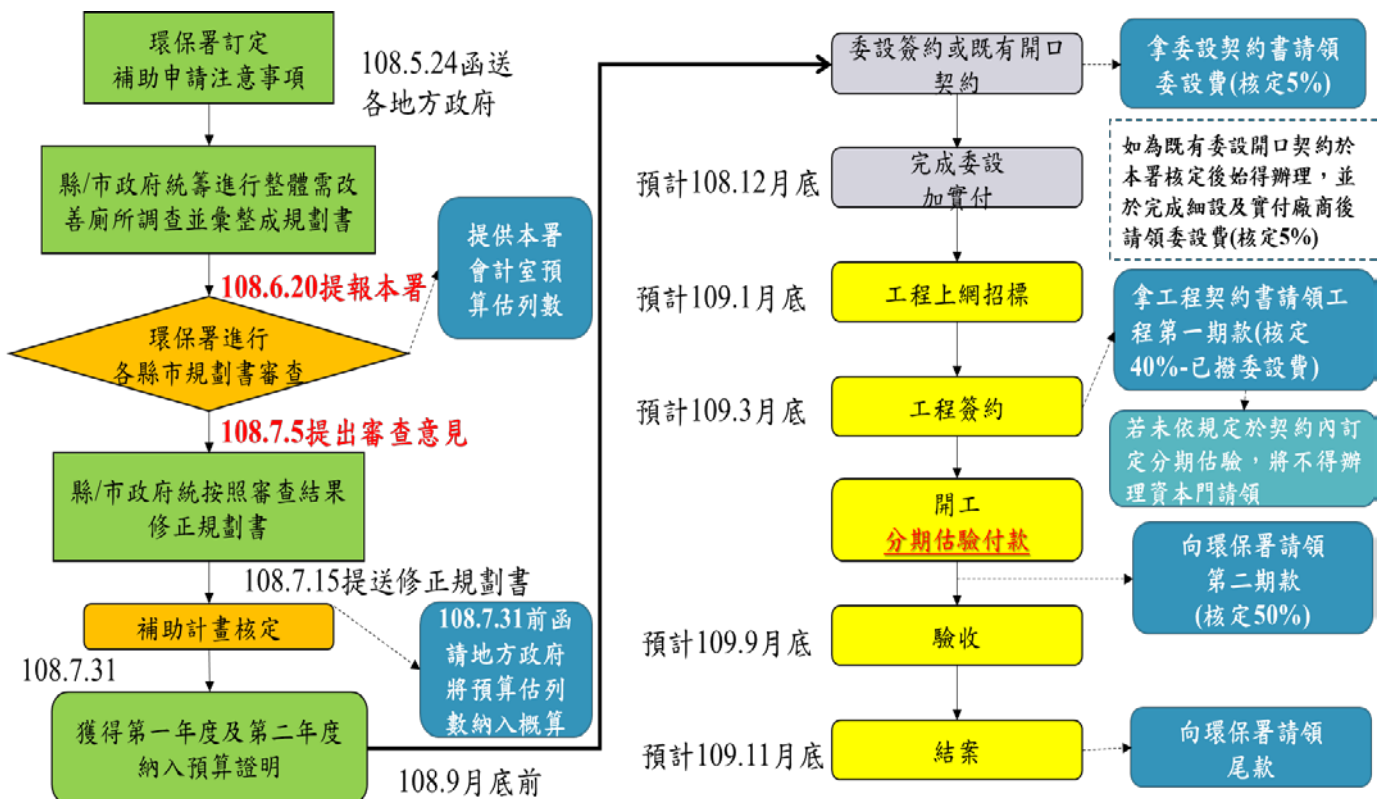 環保署訂定
補助申請注意事項
108.5.24函送
各地方政府
縣/市政府統籌進行整體需改
善廁所調查並彙整成規劃書
108.6.20提報本署
提供本署
會計室預
算估列數
環保署進行
各縣市規劃書審查
108.7.5提出審查意見
縣/市政府統按照審查結果
修正規劃書
108.7.15提送修正規劃書
補助計畫核定
108.7.31前函
請地方政府
將預算估列
數納入概算
108.7.31
獲得第一年度及第二年度
納入預算證明
108.9月底前
委設簽約或既有開口
契約
拿委設契約書請領
委設費(核定5%)
如為既有委設開口契約於
本署核定後始得辦理，並
於完成細設及實付廠商後
請領委設費(核定5%)
預計108.12月底
完成委設
加實付
預計109.1月底
工程上網招標
拿工程契約書請領工
程第一期款(核定
40%-已撥委設費)
預計109.3月底
工程簽約
若未依規定於契約內訂
定分期估驗，將不得辦
理資本門請領
開工
分期估驗付款
向環保署請領
第二期款
(核定50%)
預計109.9月底
驗收
預計109.11月底
結案
向環保署請領
尾款